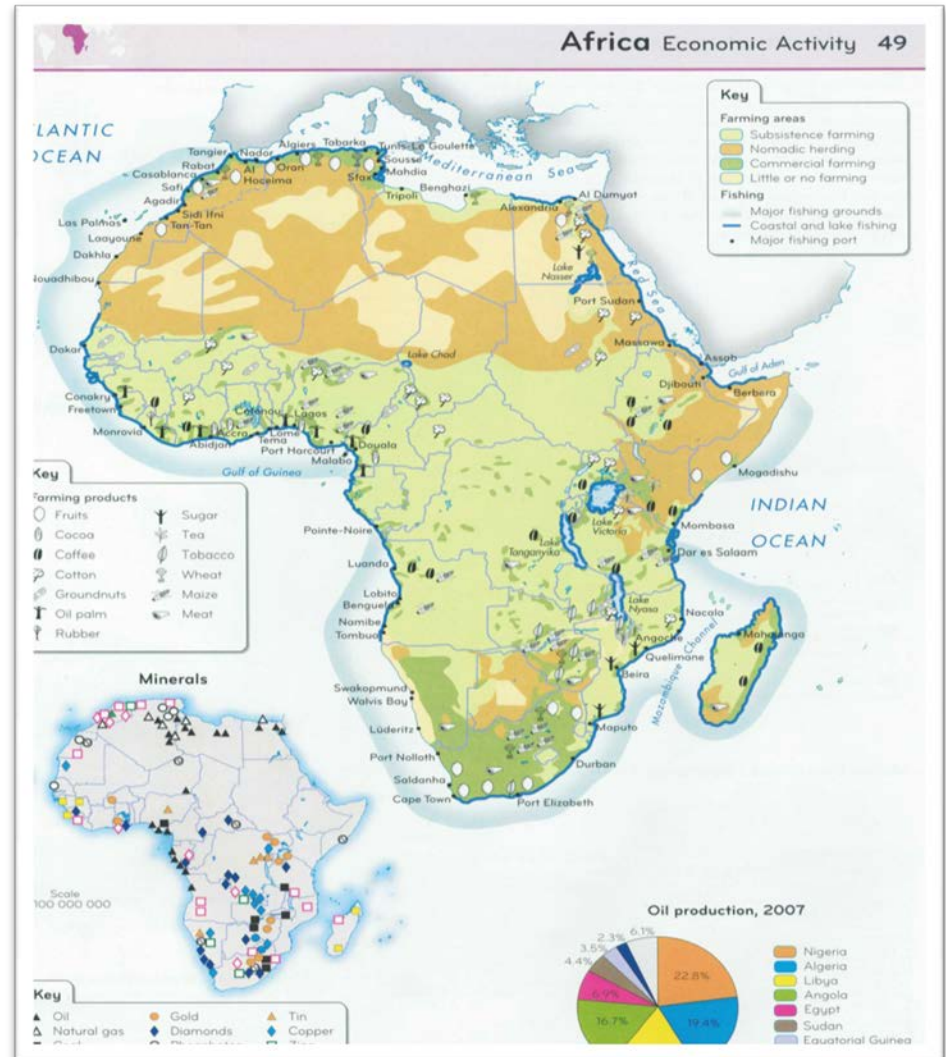 Africa Economic Activity 49
Key
Farming areas
Subsistence farming
Nomadic herding
Commercial farming
Little or no farming
Fishing
Major fishing grounds
Coastal and lake fishing
Major fishing port
LANTIC
OCEAN
Mediterranean Sea
Tangier
Nador
Algiers
Tabarka
Tunis-La Goulette
Rabat
Al Hoceima
Oran
Sousse
Mahdia
Casablanca
Sfax
Safi
Agadir
Tripoli
Benghazi
Alexandria
Al Dumyat
Sidi Ifni
Tan-Tan
Las Palmas
Laayoune
Dakhla
Nouadhibou
Lake
Nasser
Red Sea
Port Sudan
Dakar
Lake Chad
Massawa
Assab
Gulf of Aden
Djibouti
Berbera
Conakry
Freetown
Monrovia
Abidjan
Accra
Tema
Lomé
Cotonou
Lagos
Port Harcourt
Malabo
Douala
Gulf of Guinea
Mogadishu
INDIAN
OCEAN
Pointe-Noire
Lake
Victoria
Mombasa
Lake
Tanganyika
Dar es Salaam
Luanda
Lobito
Benguela
Namibe
Tombua
Lake
Nyasa
Nacala
Angoche
Quelimane
Beira
Mozambique Channel
Mahajanga
Swakopmund
Walvis Bay
Lüderitz
Maputo
Port Nolloth
Durban
Saldanha
Cape Town
Port Elizabeth
Key
Farming products
Fruits
Sugar
Cocoa
Tea
Coffee
Tobacco
Cotton
Wheat
Groundnuts
Maize
Oil palm
Meat
Rubber
Minerals
Scale
100 000 000
Key
Oil
Gold
Tin
Natural gas
Diamonds
Copper
Oil production, 2007
2.3%
6.1%
3.5%
4.4%
6.9%
22.8%
16.7%
19.4%
Nigeria
Algeria
Libya
Angola
Egypt
Sudan
Equatorial Guinea